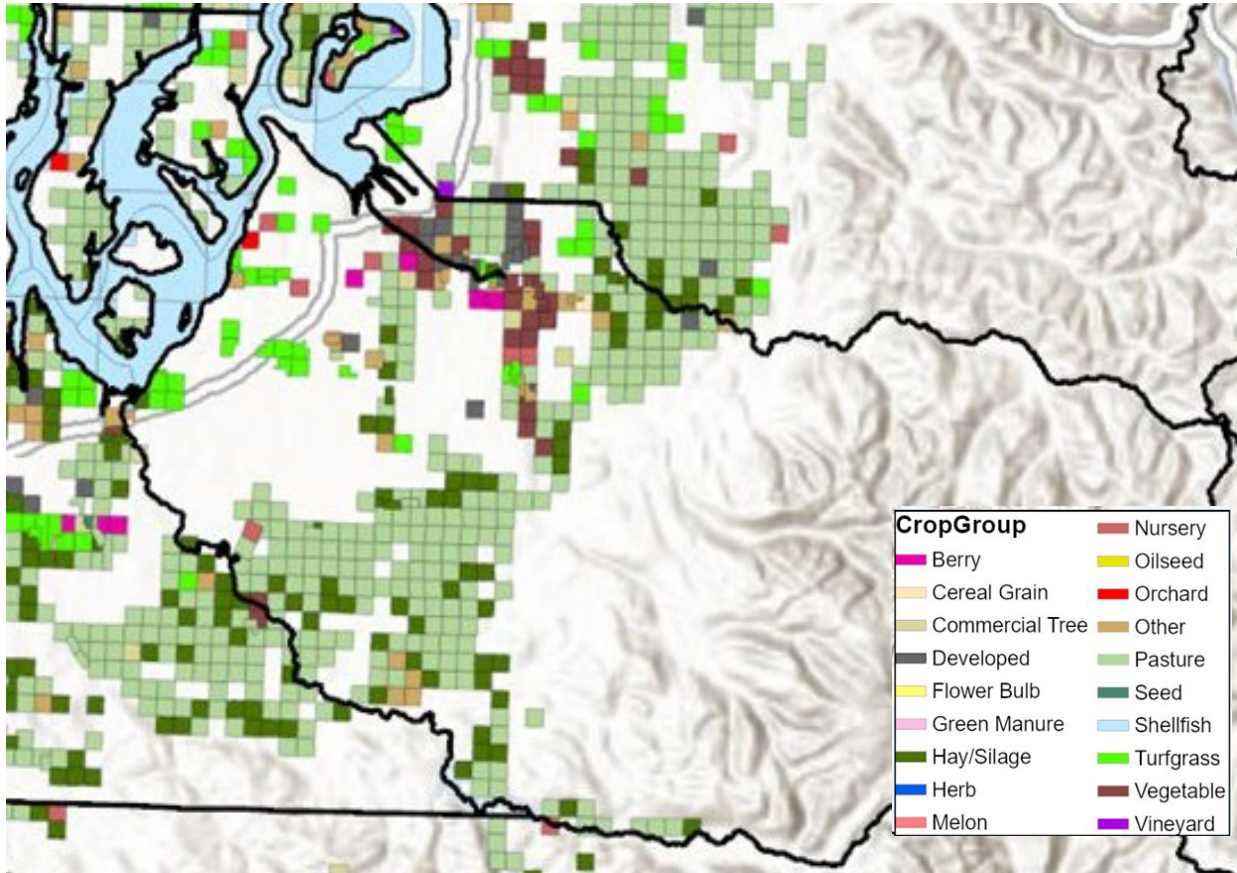 CropGroup
Berry
Cereal Grain
Commercial Tree
Developed
Flower Bulb
Green Manure
Hay/Silage
Herb
Melon
Nursery
Oilseed
Orchard
Other
Pasture
Seed
Shellfish
Turfgrass
Vegetable
Vineyard